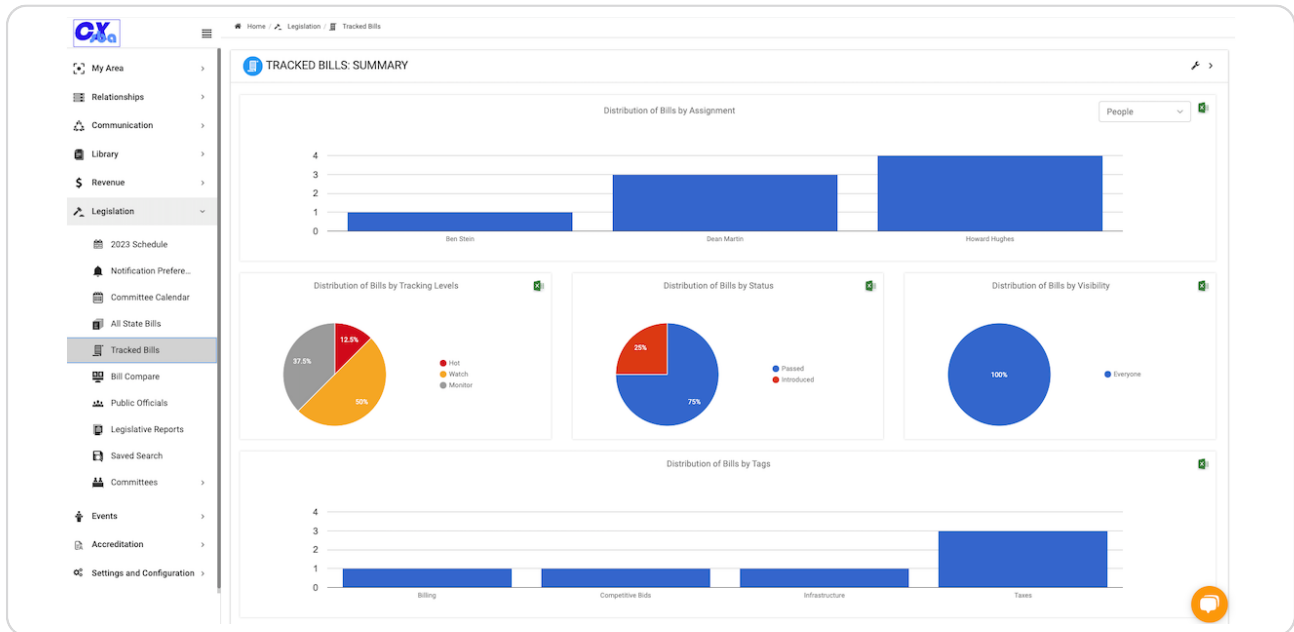 CX
Home / Legislation / Tracked Bills
My Area
Relationships
Communication
Library
$ Revenue
Legislation
2023 Schedule
Notification Prefere...
Committee Calendar
All State Bills
Tracked Bills
Bill Compare
Public Officials
Legislative Reports
Saved Search
Committees
Events
Accreditation
Settings and Configuration
TRACKED BILLS: SUMMARY
Distribution of Bills by Assignment
People
4
3
2
1
0
Ben Stein
Dean Martin
Howard Hughes
Distribution of Bills by Tracking Levels
12.5%
37.5%
50%
Hot
Watch
Monitor
Distribution of Bills by Status
25%
75%
Passed
Introduced
Distribution of Bills by Visibility
100%
Everyone
Distribution of Bills by Tags
4
3
2
1
0
Billing
Competitive Bids
Infrastructure
Taxes